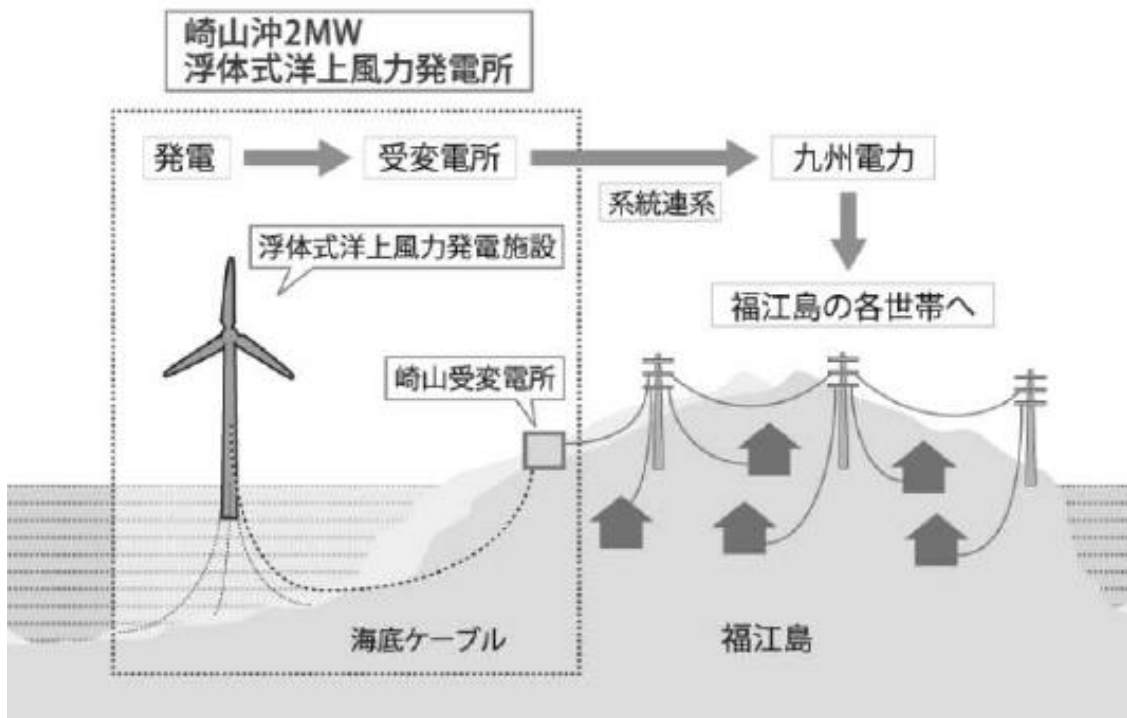 崎山沖2MW
浮体式洋上風力発電所
発電
受変電所
九州電力
系統連系
浮体式洋上風力発電施設
福江島の各世帯へ
崎山受変電所
海底ケーブル
福江島